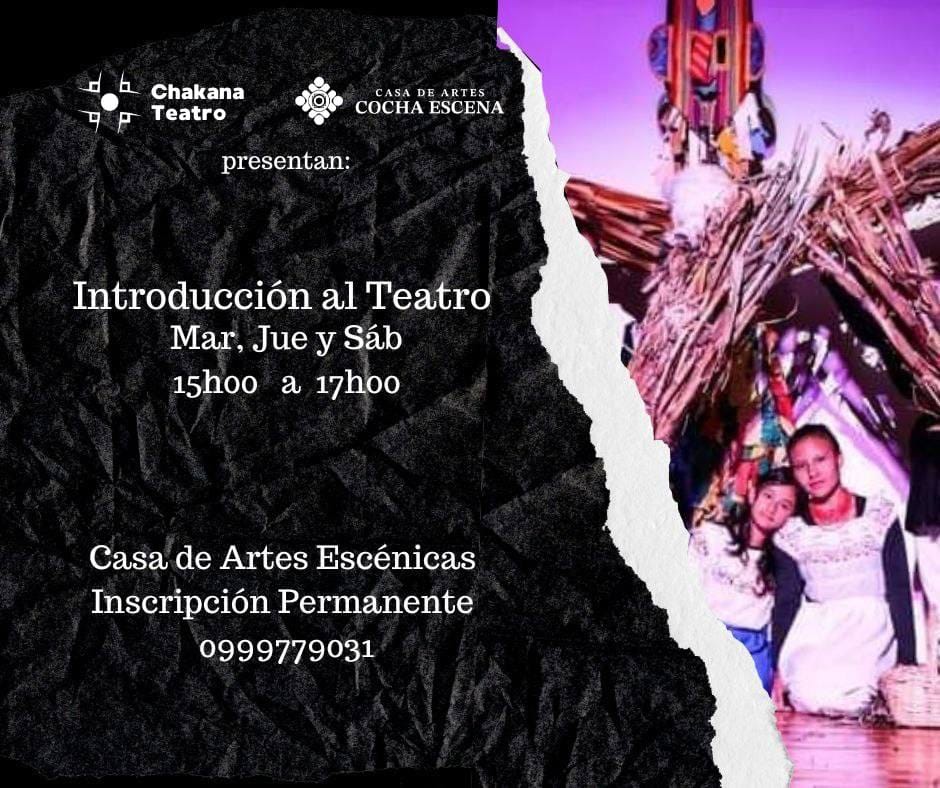 Chakana
Teatro
CASA DE ARTES
COCHA ESCENA
presentan:
Introducción al Teatro
Mar, Jue y Sáb
15h00 a 17h00
Casa de Artes Escénicas
Inscripción Permanente
0999779031